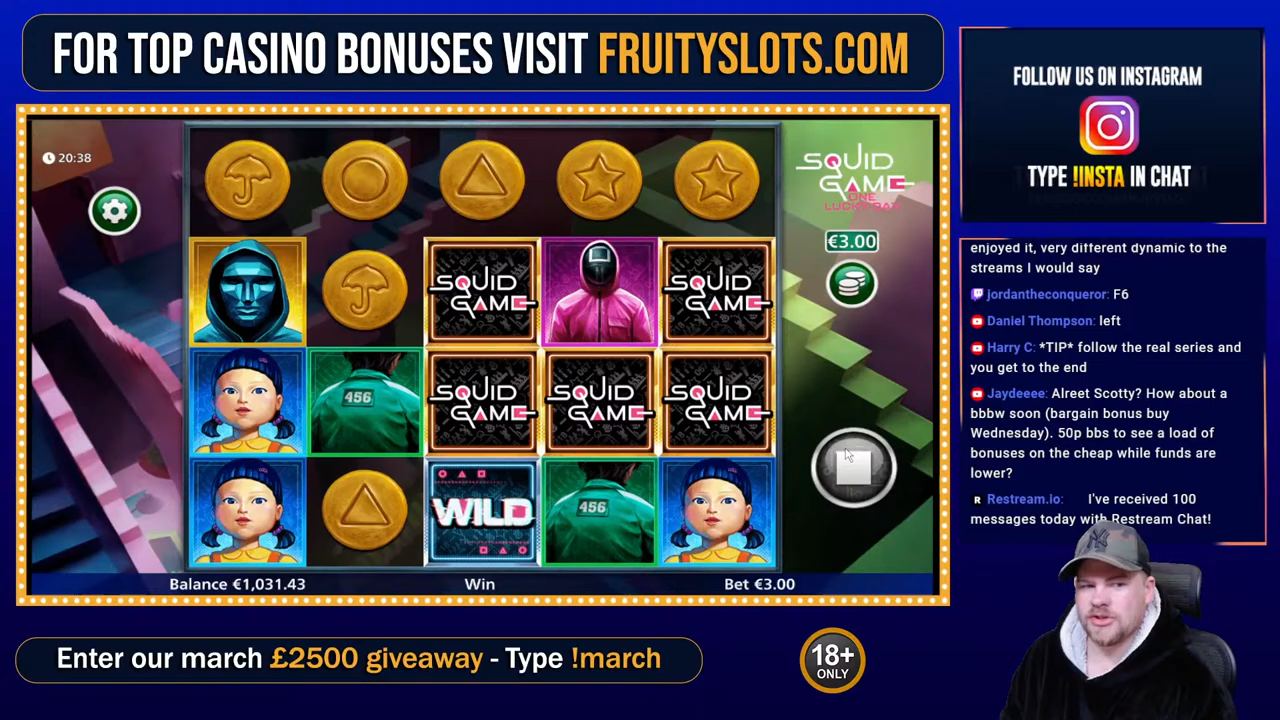 FOR TOP CASINO BONUSES VISIT FRUITYSLOTS.COM
20:38
SQUID
GAME
ONE
LUCKY DAY
€3.00
SQUID
GAME
SQUID
GAME
456
SQUID
GAME
SQUID
GAME
SQUID
GAME
WILD
456
Balance €1,031.43
Win
Bet €3.00
FOLLOW US ON INSTAGRAM
TYPE !INSTA IN CHAT
enjoyed it, very different dynamic to the
streams I would say
jordantheconqueror: F6
Daniel Thompson: left
Harry C: *TIP* follow the real series and
you get to the end
Jaydeeee: Alreet Scotty? How about a
bbbw soon (bargain bonus buy
Wednesday). 50p bbs to see a load of
bonuses on the cheap while funds are
lower?
R Restream.io: I've received 100
messages today with Restream Chat!
Enter our march £2500 giveaway - Type !march
18+
ONLY